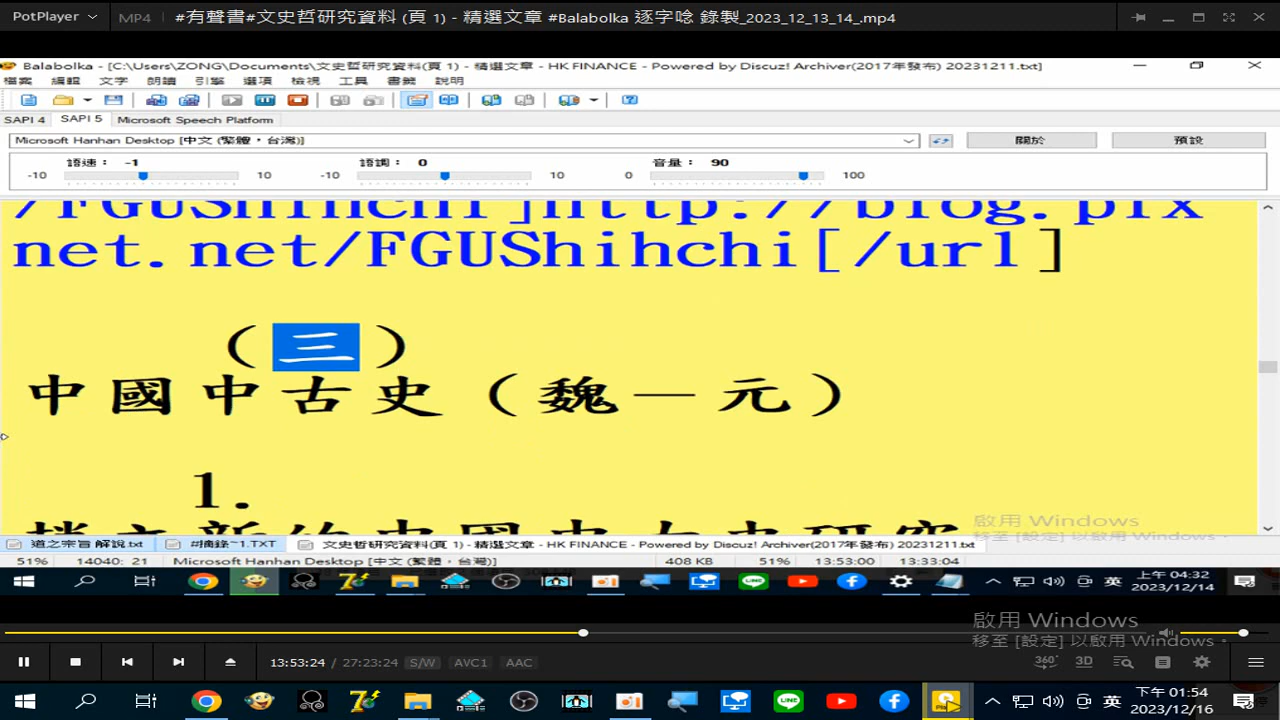 PotPlayer MP4 #有聲書#文史哲研究資料 (頁 1) - 精選文章 #Balabolka 逐字唸 錄製_2023_12_13_14_.mp4
Balabolka - [C:\Users\ZONG\Documents\文史哲研究資料(頁 1) - 精選文章 - HK FINANCE - Powered by Discuz! Archiver(2017年發布) 20231211.txt]
檔案 編輯 文字 朗讀 引擎 選項 檢視 工具 書籤 說明
SAPI 4 SAPI 5 Microsoft Speech Platform
Microsoft Hanhan Desktop [中文 (繁體，台灣)] 關於 預設
語速： -1 語調： 0 音量： 90
-10 10 -10 10 0 100
/FGUShihchi]http://blog.pix
net.net/FGUShihchi[/url]
（三）
中國中古史（魏－元）
1.
啟用 Windows
移至 [設定] 以啟用 Windows。
道之宗旨 解說.txt #摘錄~1.TXT 文史哲研究資料(頁 1) - 精選文章 - HK FINANCE - Powered by Discuz! Archiver(2017年發布) 20231211.txt
51% 14040: 21 Microsoft Hanhan Desktop [中文 (繁體，台灣)] 51% 408 KB 13:53:00 13:33:04
英 上午 04:32
2023/12/14
啟用 Windows
移至 [設定] 以啟用 Windows。
13:53:24 / 27:23:24 S/W AVC1 AAC 360° 3D
英 下午 01:54
2023/12/16